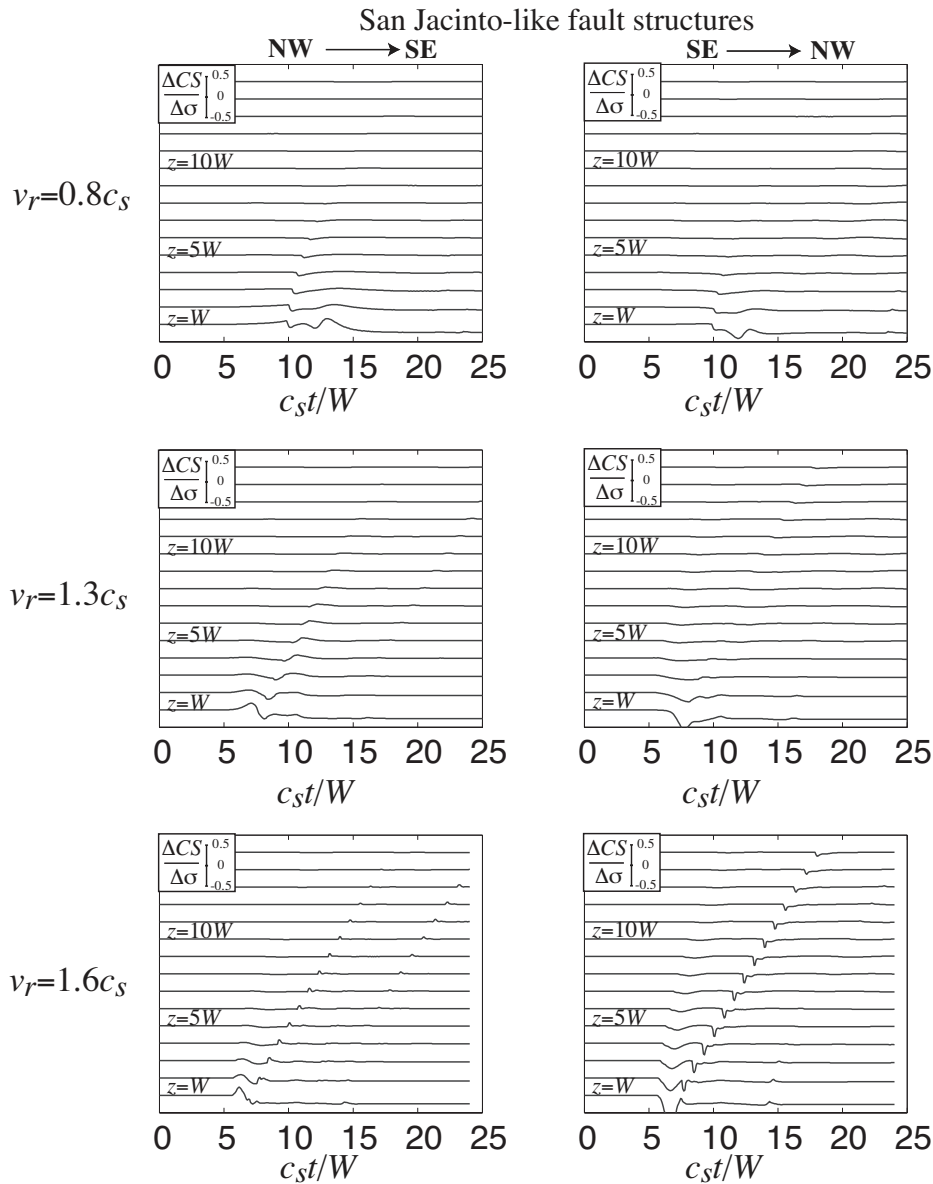 San Jacinto-like fault structures
NW SE
SE NW
v_r=0.8c_s
ΔCS/Δσ 0.5 0 -0.5
z=10W
z=5W
z=W
0 5 10 15 20 25
c_st/W
ΔCS/Δσ 0.5 0 -0.5
z=10W
z=5W
z=W
0 5 10 15 20 25
c_st/W
v_r=1.3c_s
ΔCS/Δσ 0.5 0 -0.5
z=10W
z=5W
z=W
0 5 10 15 20 25
c_st/W
ΔCS/Δσ 0.5 0 -0.5
z=10W
z=5W
z=W
0 5 10 15 20 25
c_st/W
v_r=1.6c_s
ΔCS/Δσ 0.5 0 -0.5
z=10W
z=5W
z=W
0 5 10 15 20 25
c_st/W
ΔCS/Δσ 0.5 0 -0.5
z=10W
z=5W
z=W
0 5 10 15 20 25
c_st/W